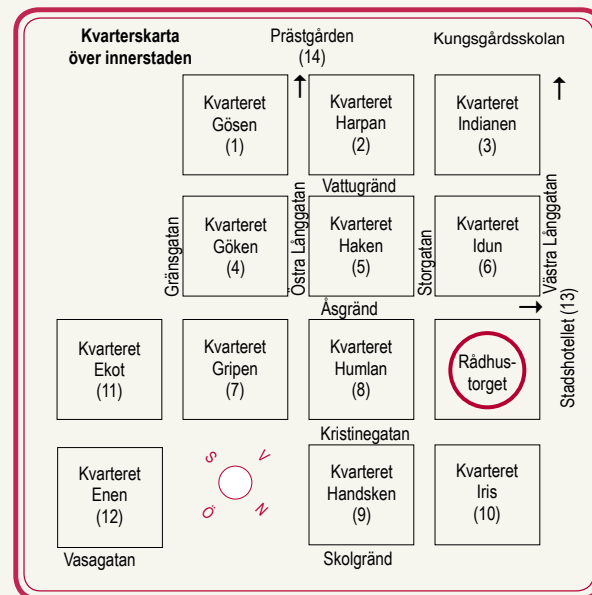 Kvarterskarta
över innerstaden
Prästgården
(14)
Kungsgårdsskolan
Kvarteret
Gösen
(1)
Kvarteret
Harpan
(2)
Kvarteret
Indianen
(3)
Vattugränd
Gränsgatan
Kvarteret
Göken
(4)
Östra Långgatan
Kvarteret
Haken
(5)
Storgatan
Kvarteret
Idun
(6)
Västra Långgatan
Åsgränd
Stadshotellet (13)
Kvarteret
Ekot
(11)
Kvarteret
Gripen
(7)
Kvarteret
Humlan
(8)
Rådhus-
torget
Kristinegatan
Kvarteret
Enen
(12)
S
V
Ö
N
Kvarteret
Handsken
(9)
Kvarteret
Iris
(10)
Vasagatan
Skolgränd